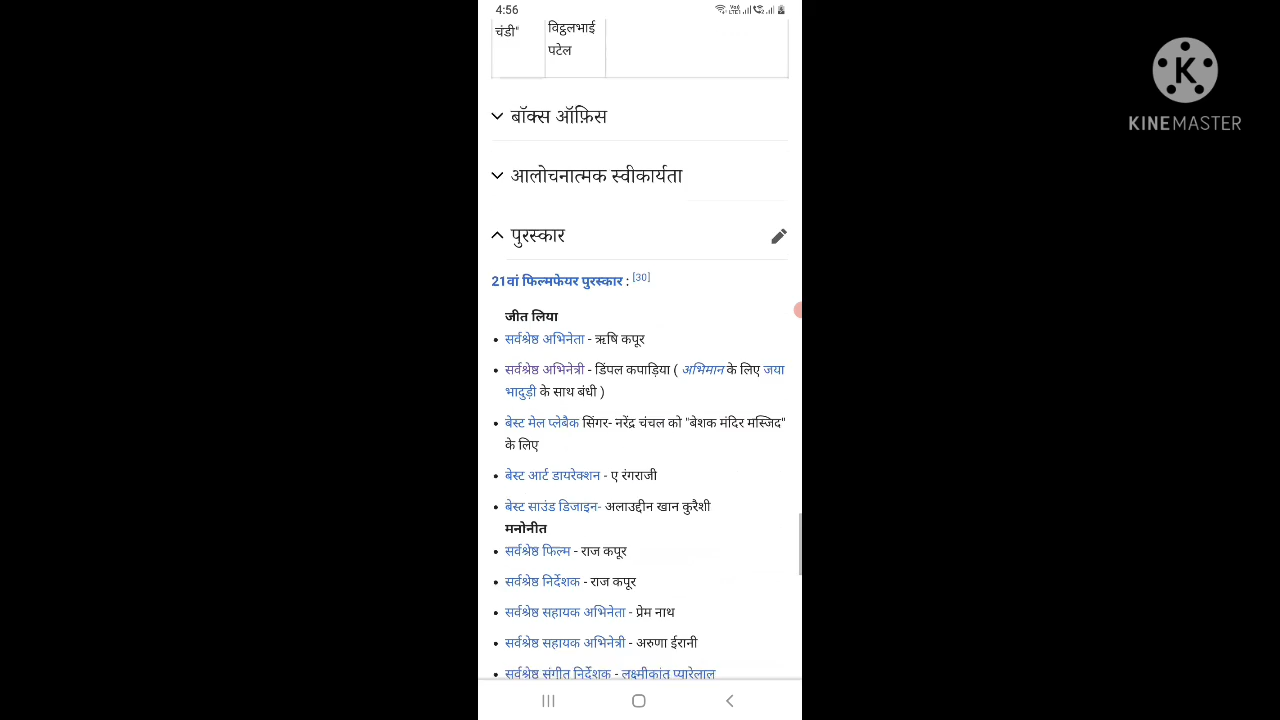 4:56
चंडी"
विट्ठलभाई
पटेल
बॉक्स ऑफ़िस
आलोचनात्मक स्वीकार्यता
पुरस्कार
21वां फिल्मफेयर पुरस्कार : [30]
जीत लिया
• सर्वश्रेष्ठ अभिनेता - ऋषि कपूर
• सर्वश्रेष्ठ अभिनेत्री - डिंपल कपाड़िया ( अभिमान के लिए जया
भादुड़ी के साथ बंधी )
• बेस्ट मेल प्लेबैक सिंगर- नरेंद्र चंचल को "बेशक मंदिर मस्जिद"
के लिए
• बेस्ट आर्ट डायरेक्शन - ए रंगराजी
• बेस्ट साउंड डिजाइन- अलाउद्दीन खान कुरैशी
मनोनीत
• सर्वश्रेष्ठ फिल्म - राज कपूर
• सर्वश्रेष्ठ निर्देशक - राज कपूर
• सर्वश्रेष्ठ सहायक अभिनेता - प्रेम नाथ
• सर्वश्रेष्ठ सहायक अभिनेत्री - अरुणा ईरानी
• सर्वश्रेष्ठ संगीत निर्देशक - लक्ष्मीकांत प्यारेलाल
K
KINEMASTER